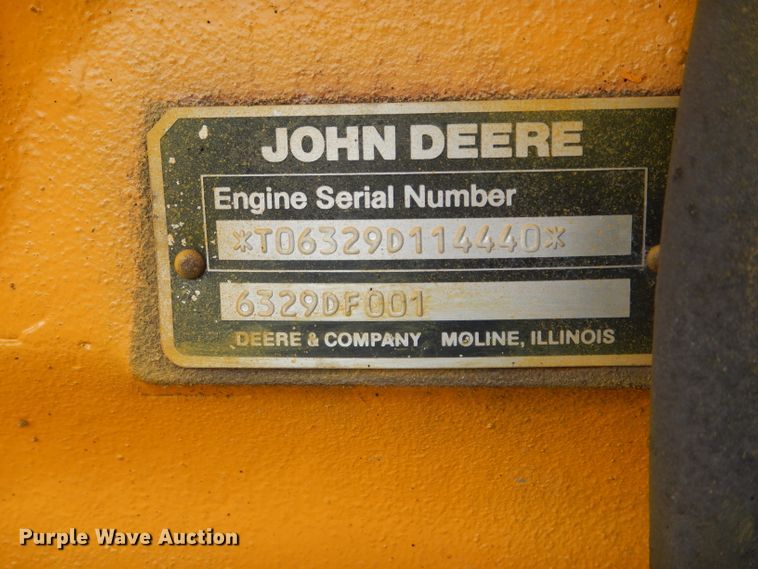 JOHN DEERE
Engine Serial Number
*T06329D114440*
6329DF001
DEERE & COMPANY MOLINE, ILLINOIS
Purple Wave Auction